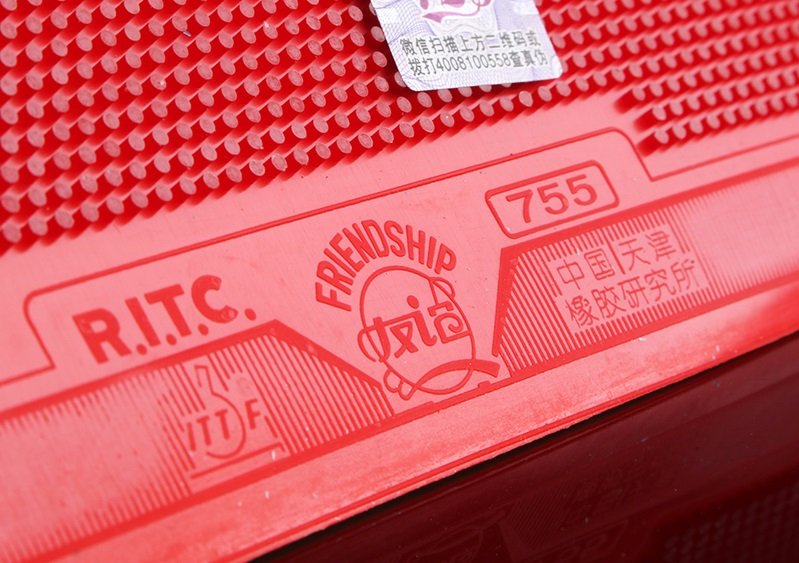 微信扫描上方二维码或
拨打4008100558查真伪
755
FRIENDSHIP
友谊
R.I.T.C.
中国天津
橡胶研究所
ITTF